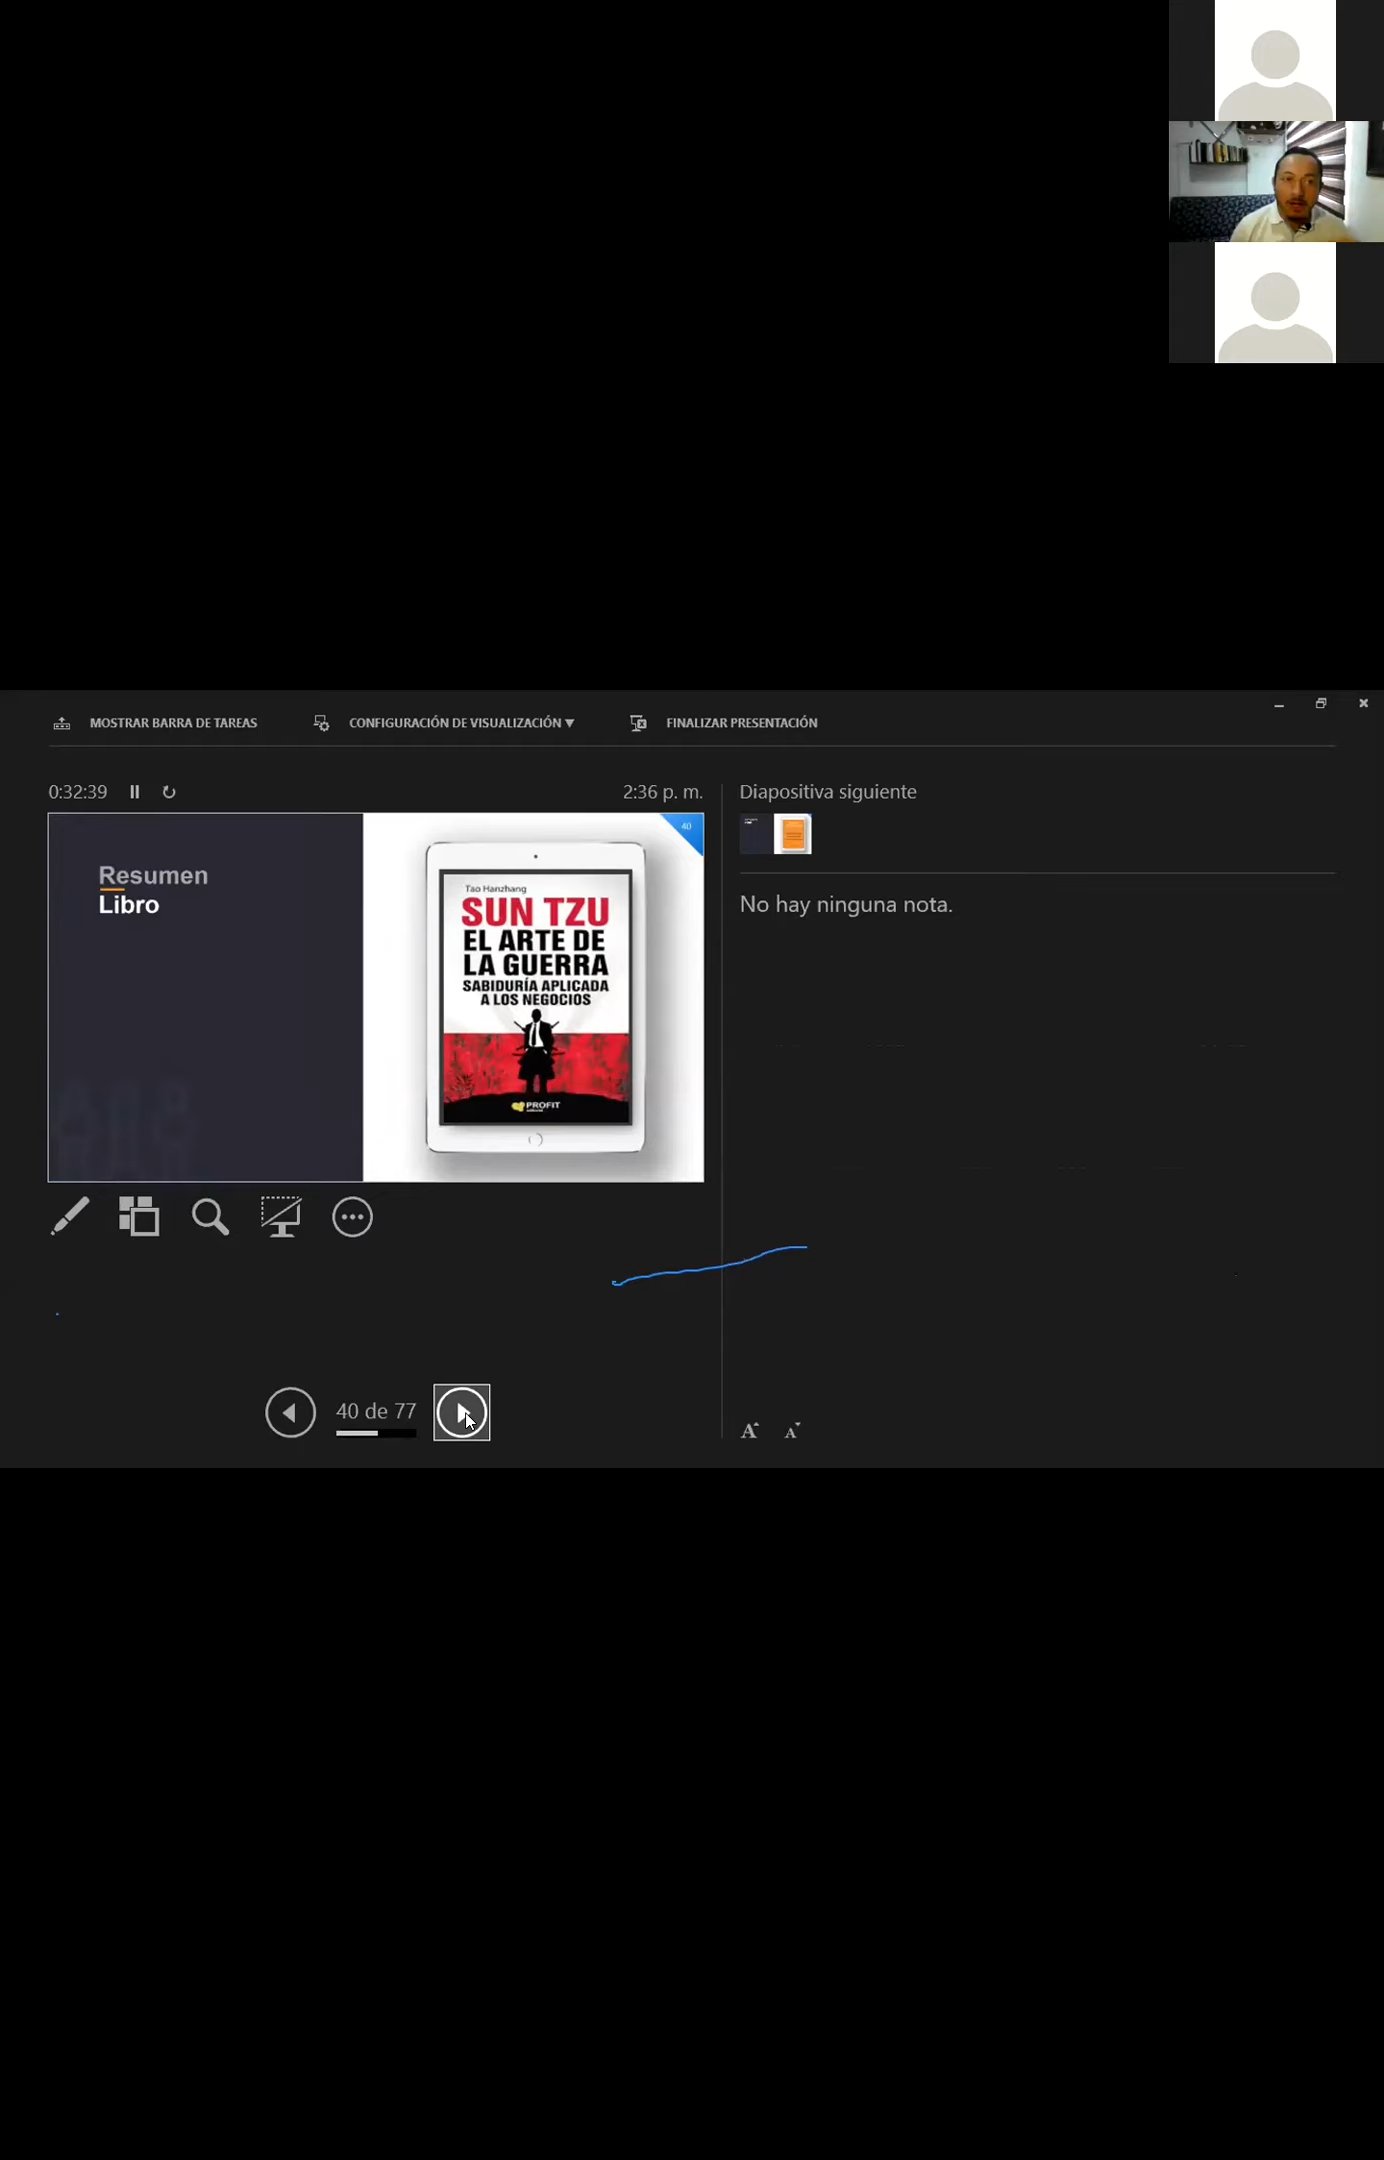 MOSTRAR BARRA DE TAREAS
CONFIGURACIÓN DE VISUALIZACIÓN ▼
FINALIZAR PRESENTACIÓN
0:32:39
2:36 p. m.
Resumen
Libro
40
Tao Hanzhang
SUN TZU
EL ARTE DE
LA GUERRA
SABIDURÍA APLICADA
A LOS NEGOCIOS
PROFIT
editorial
40 de 77
Diapositiva siguiente
No hay ninguna nota.
A A